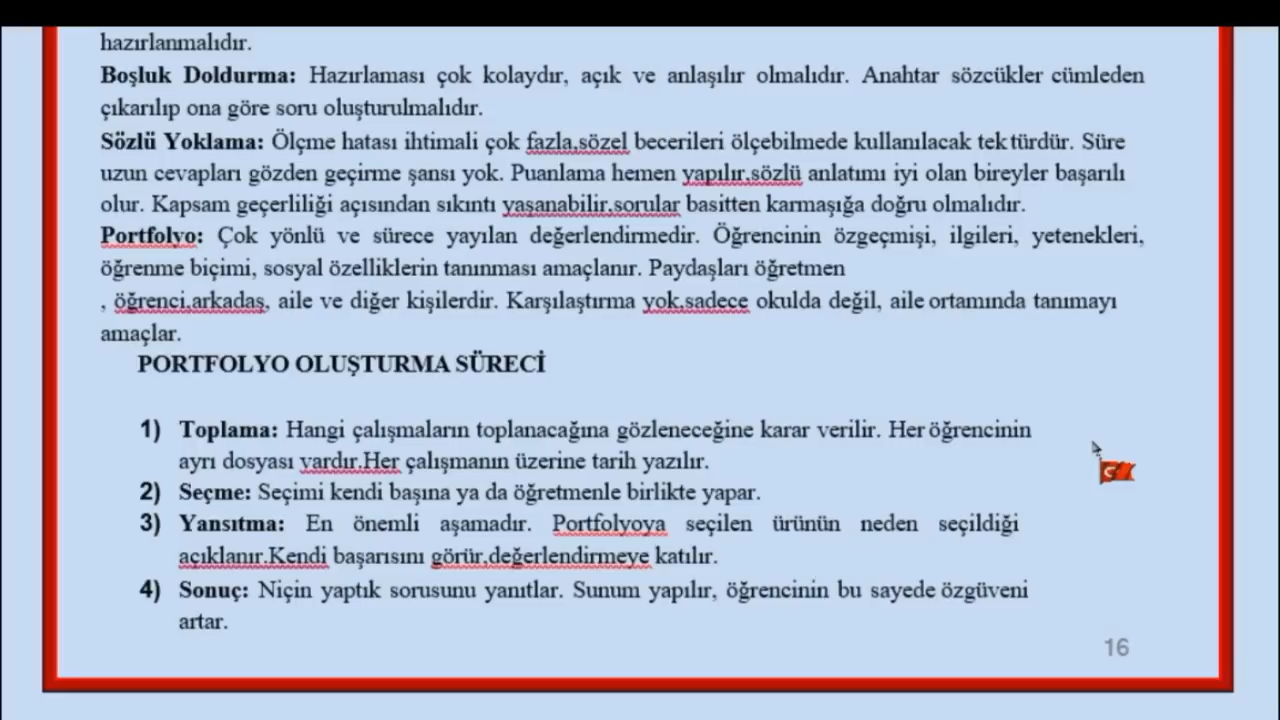 hazırlanmalıdır.
Boşluk Doldurma: Hazırlaması çok kolaydır, açık ve anlaşılır olmalıdır. Anahtar sözcükler cümleden
çıkarılıp ona göre soru oluşturulmalıdır.
Sözlü Yoklama: Ölçme hatası ihtimali çok fazla,sözel becerileri ölçebilmede kullanılacak tek türdür. Süre
uzun cevapları gözden geçirme şansı yok. Puanlama hemen yapılır,sözlü anlatımı iyi olan bireyler başarılı
olur. Kapsam geçerliliği açısından sıkıntı yaşanabilir,sorular basitten karmaşığa doğru olmalıdır.
Portfolyo: Çok yönlü ve sürece yayılan değerlendirmedir. Öğrencinin özgeçmişi, ilgileri, yetenekleri,
öğrenme biçimi, sosyal özelliklerin tanınması amaçlanır. Paydaşları öğretmen
, öğrenci,arkadaş, aile ve diğer kişilerdir. Karşılaştırma yok,sadece okulda değil, aile ortamında tanımayı
amaçlar.
PORTFOLYO OLUŞTURMA SÜRECİ
1) Toplama: Hangi çalışmaların toplanacağına gözleneceğine karar verilir. Her öğrencinin
ayrı dosyası vardır.Her çalışmanın üzerine tarih yazılır.
2) Seçme: Seçimi kendi başına ya da öğretmenle birlikte yapar.
3) Yansıtma: En önemli aşamadır. Portfolyoya seçilen ürünün neden seçildiği
açıklanır.Kendi başarısını görür,değerlendirmeye katılır.
4) Sonuç: Niçin yaptık sorusunu yanıtlar. Sunum yapılır, öğrencinin bu sayede özgüveni
artar.
16